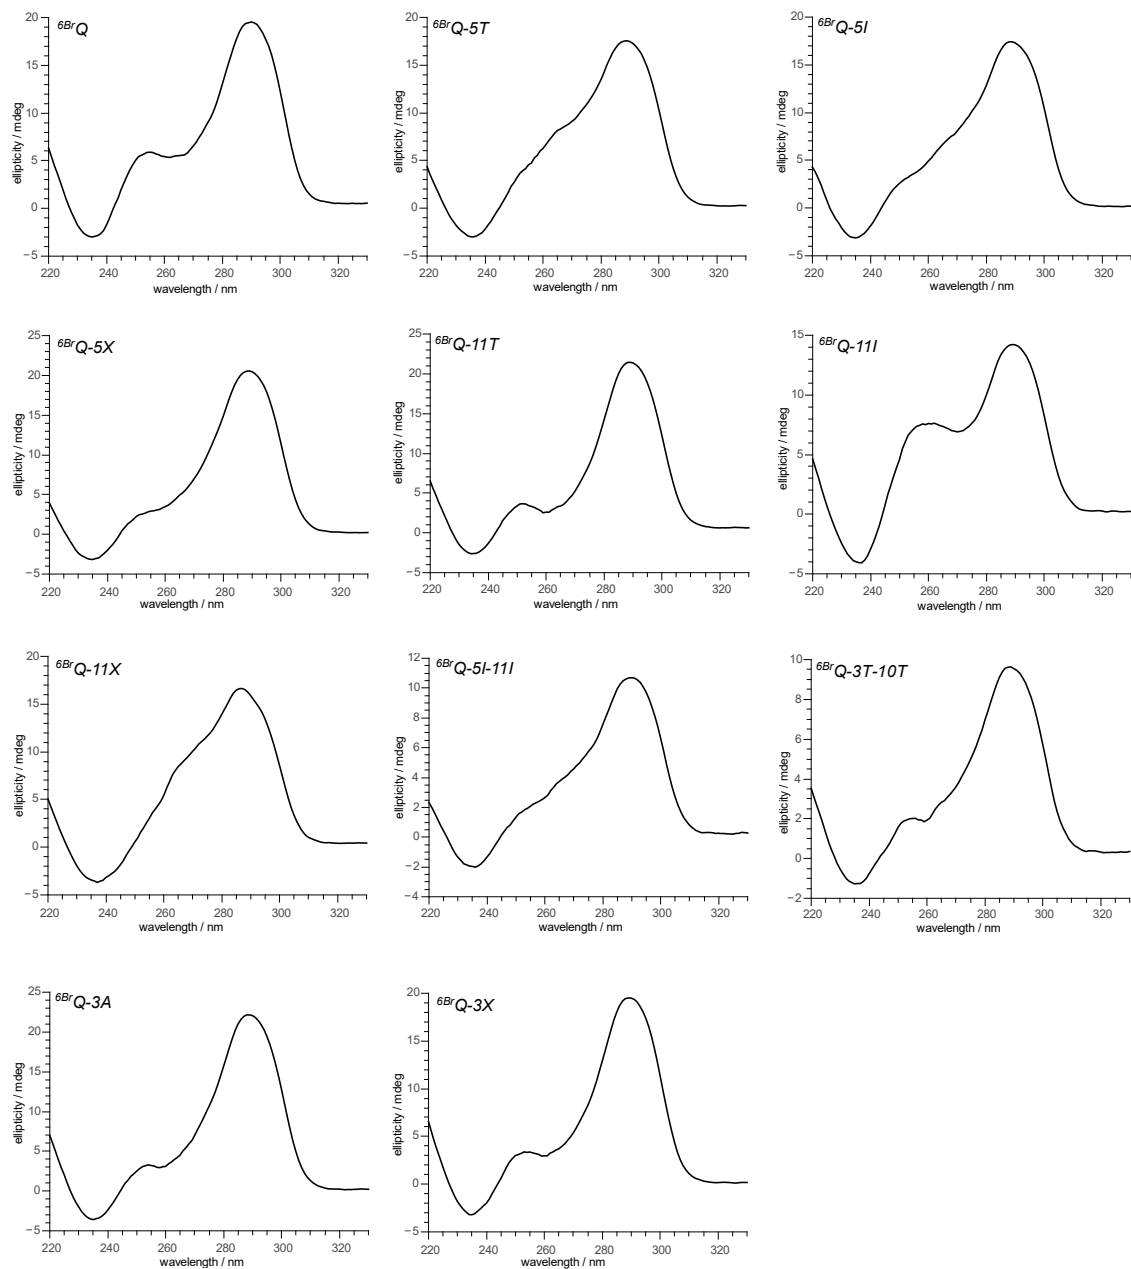 6BrQ
20
15
10
5
0
−5
220 240 260 280 300 320
wavelength / nm
ellipticity / mdeg
6BrQ-5T
20
15
10
5
0
−5
220 240 260 280 300 320
wavelength / nm
ellipticity / mdeg
6BrQ-5I
20
15
10
5
0
−5
220 240 260 280 300 320
wavelength / nm
ellipticity / mdeg
6BrQ-5X
25
20
15
10
5
0
−5
220 240 260 280 300 320
wavelength / nm
ellipticity / mdeg
6BrQ-11T
25
20
15
10
5
0
−5
220 240 260 280 300 320
wavelength / nm
ellipticity / mdeg
6BrQ-11I
15
10
5
0
−5
220 240 260 280 300 320
wavelength / nm
ellipticity / mdeg
6BrQ-11X
20
15
10
5
0
−5
220 240 260 280 300 320
wavelength / nm
ellipticity / mdeg
6BrQ-5I-11I
12
10
8
6
4
2
0
−2
−4
220 240 260 280 300 320
wavelength / nm
ellipticity / mdeg
6BrQ-3T-10T
10
8
6
4
2
0
−2
220 240 260 280 300 320
wavelength / nm
ellipticity / mdeg
6BrQ-3A
25
20
15
10
5
0
−5
220 240 260 280 300 320
wavelength / nm
ellipticity / mdeg
6BrQ-3X
20
15
10
5
0
−5
220 240 260 280 300 320
wavelength / nm
ellipticity / mdeg